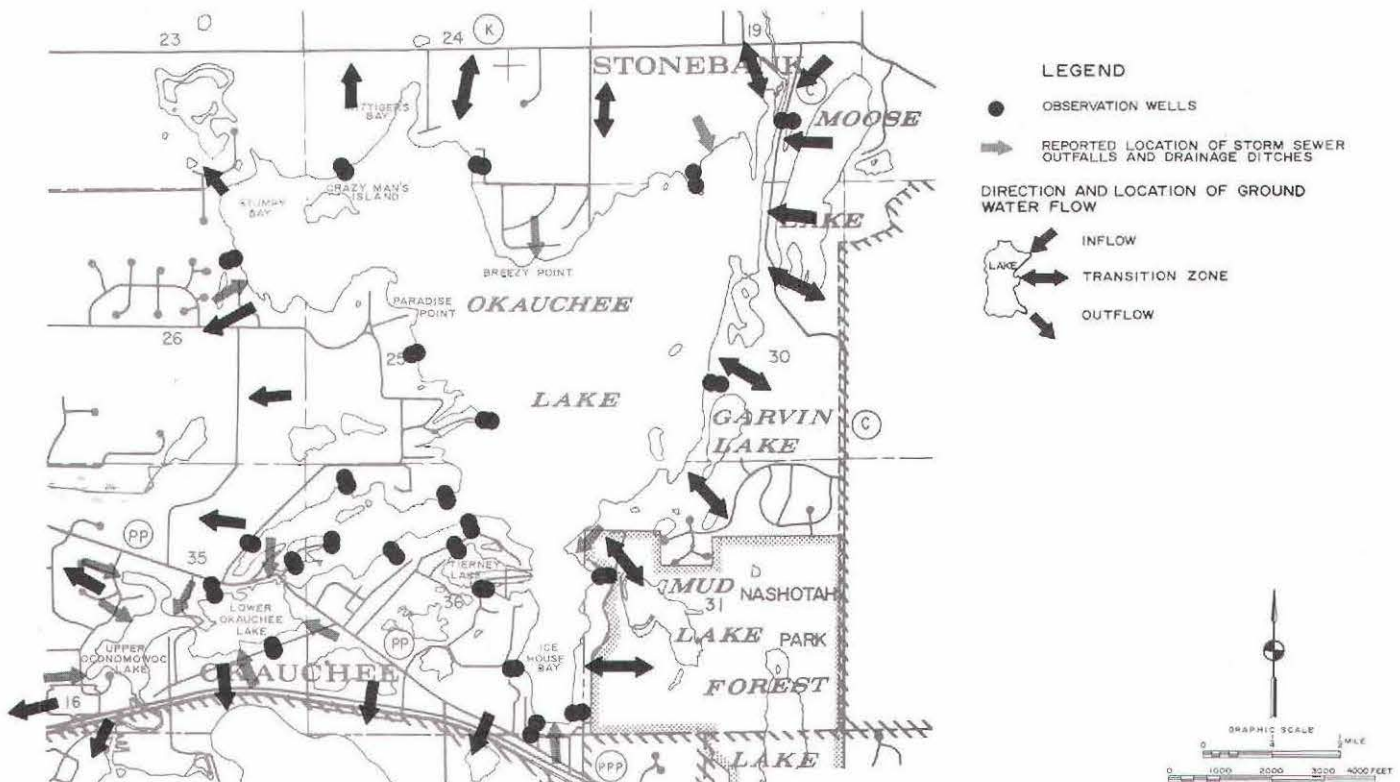 23
24
K
19
STONEBANK
C
MOOSE
LAKE
BAY
CRAZY MAN'S
ISLAND
STUMPY
BAY
BREEZY POINT
PARADISE
POINT
OKAUCHEE
LAKE
26
25
30
GARVIN
LAKE
C
PP
35
TIERNEY
LAKE
36
LOWER
OKAUCHEE
LAKE
PP
UPPER
OCONOMOWOC
LAKE
OKAUCHEE
ICE
HOUSE
BAY
16
MUD
LAKE
31
NASHOTAH
PARK
FOREST
LAKE
PPP
LEGEND
OBSERVATION WELLS
REPORTED LOCATION OF STORM SEWER
OUTFALLS AND DRAINAGE DITCHES
DIRECTION AND LOCATION OF GROUND
WATER FLOW
LAKE
INFLOW
TRANSITION ZONE
OUTFLOW
GRAPHIC SCALE
MILE
0 1000 2000 3000 4000 FEET